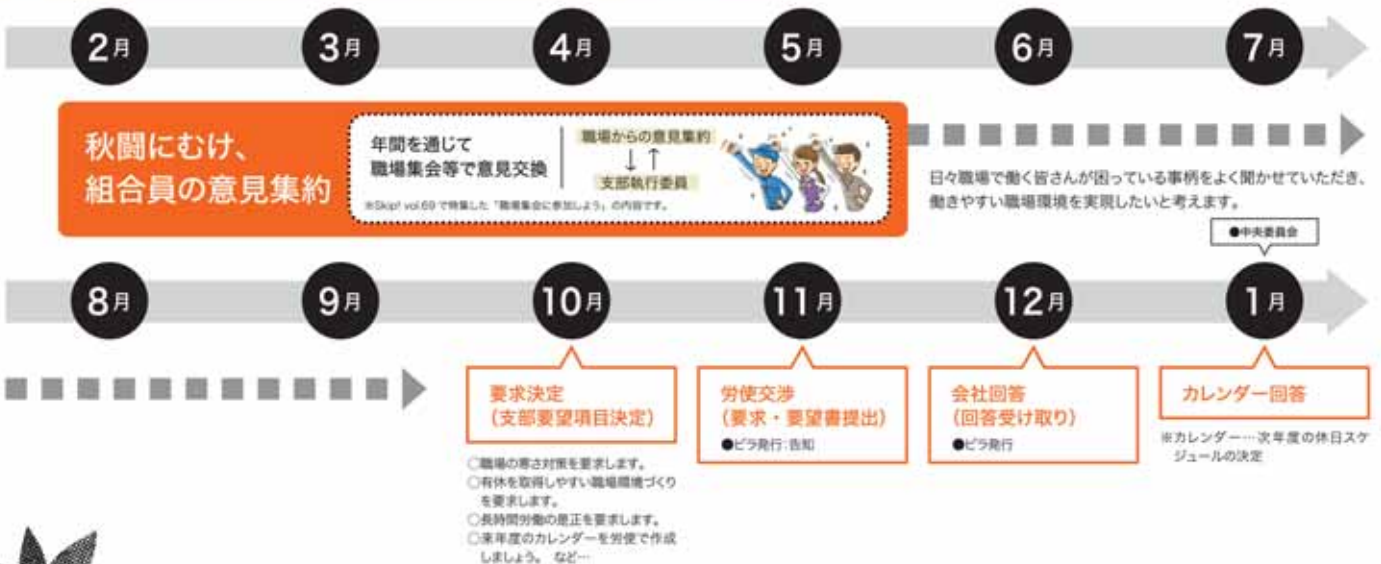 2月
3月
4月
5月
6月
7月
秋闘にむけ、
組合員の意見集約
年間を通じて
職場集会等で意見交換
職場からの意見集約
↓↑
支部執行委員
※Skip! vol.69 で特集した「職場集会に参加しよう」の内容です。
日々職場で働く皆さんが困っている事柄をよく聞かせていただき、
働きやすい職場環境を実現したいと考えます。
●中央委員会
8月
9月
10月
11月
12月
1月
要求決定
(支部要望項目決定)
○職場の寒さ対策を要求します。
○有休を取得しやすい職場環境づくり
を要求します。
○長時間労働の是正を要求します。
○来年度のカレンダーを労使で作成
しましょう。 など…
労使交渉
(要求・要望書提出)
●ビラ発行:告知
会社回答
(回答受け取り)
●ビラ発行
カレンダー回答
※カレンダー…次年度の休日スケ
ジュールの決定